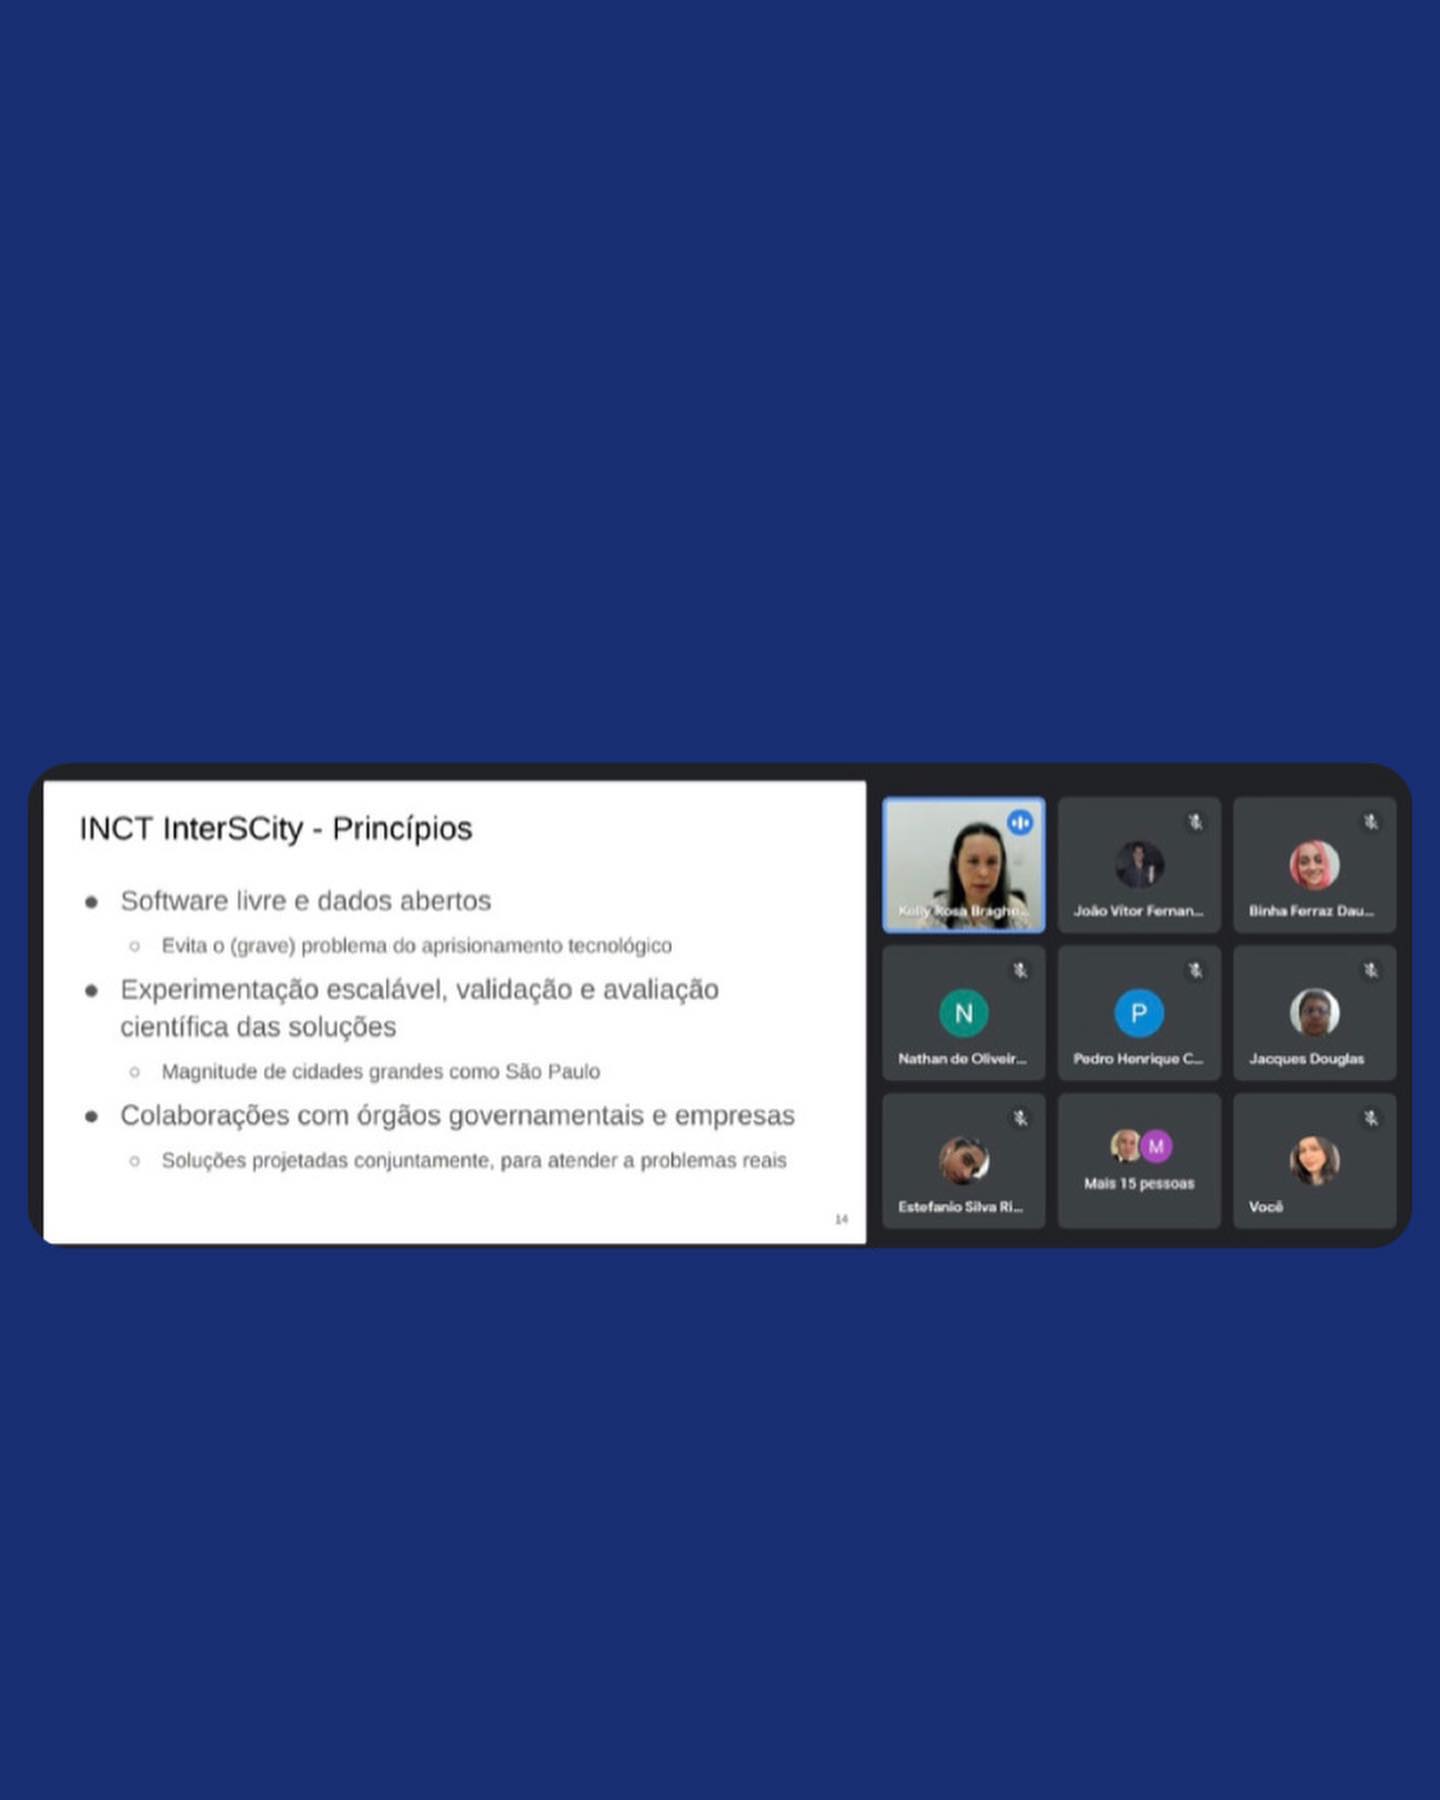 INCT InterSCity - Princípios
● Software livre e dados abertos
○ Evita o (grave) problema do aprisionamento tecnológico
● Experimentação escalável, validação e avaliação
científica das soluções
○ Magnitude de cidades grandes como São Paulo
● Colaborações com órgãos governamentais e empresas
○ Soluções projetadas conjuntamente, para atender a problemas reais
14
Kelly Rosa Bragho...
João Vitor Fernan...
Binha Ferraz Dau...
N
Nathan de Oliveir...
P
Pedro Henrique C...
Jacques Douglas
Estefanio Silva Ri...
M
Mais 15 pessoas
Você